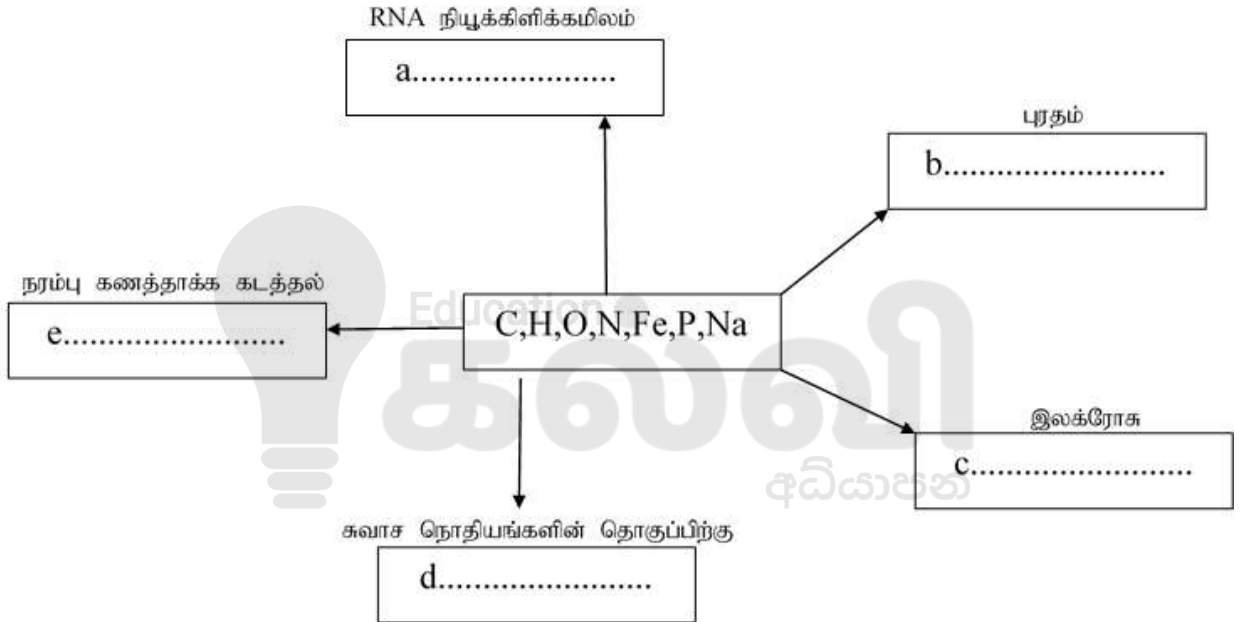 RNA நியூக்கிளிக்கமிலம்
a.......................
புரதம்
b.........................
நரம்பு கணத்தாக்க கடத்தல்
e.........................
Education
C,H,O,N,Fe,P,Na
கல்வி
இலக்ரோசு
c.........................
අධ්‍යාපන
சுவாச நொதியங்களின் தொகுப்பிற்கு
d........................